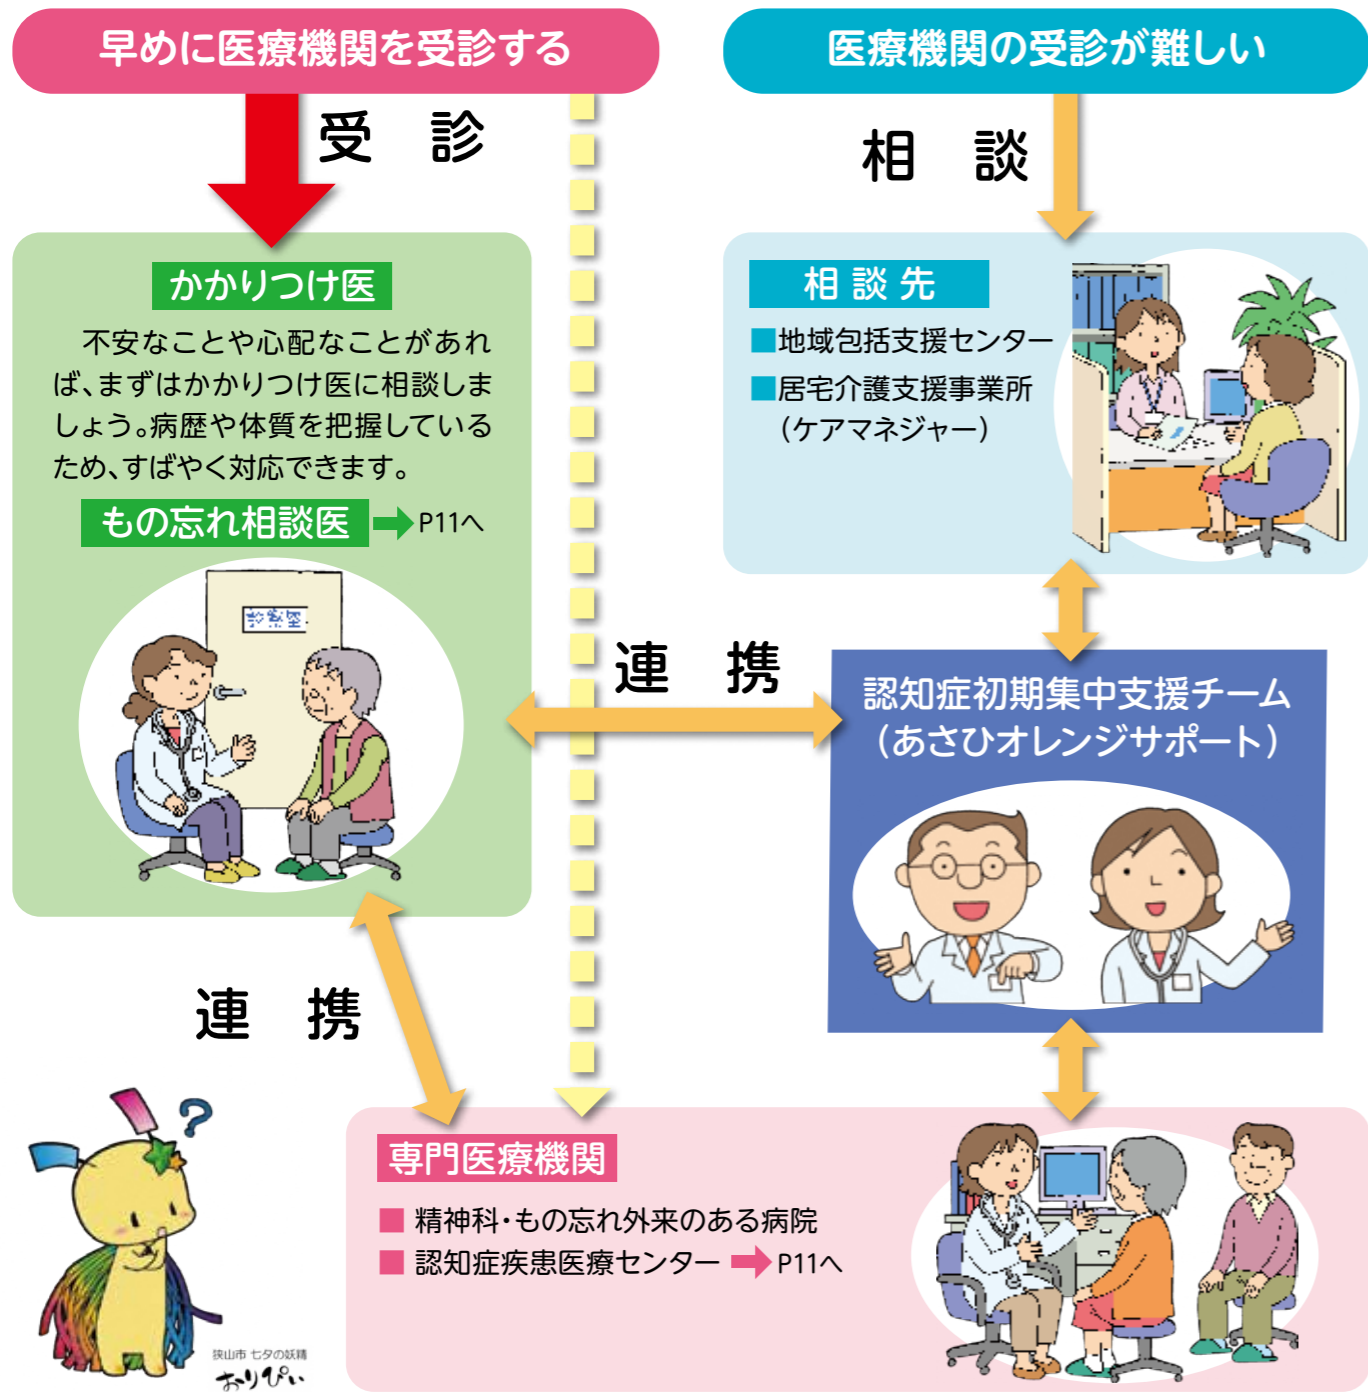 早めに医療機関を受診する
受 診
かかりつけ医
不安なことや心配なことがあれ
ば、まずはかかりつけ医に相談しま
しょう。病歴や体質を把握している
ため、すばやく対応できます。
もの忘れ相談医 P11へ
診察室
医療機関の受診が難しい
相 談
相談先
■地域包括支援センター
■居宅介護支援事業所
（ケアマネジャー）
連 携
認知症初期集中支援チーム
（あさひオレンジサポート）
連 携
専門医療機関
■ 精神科・もの忘れ外来のある病院
■ 認知症疾患医療センター P11へ
?
狭山市 七夕の妖精
おりぴぃ